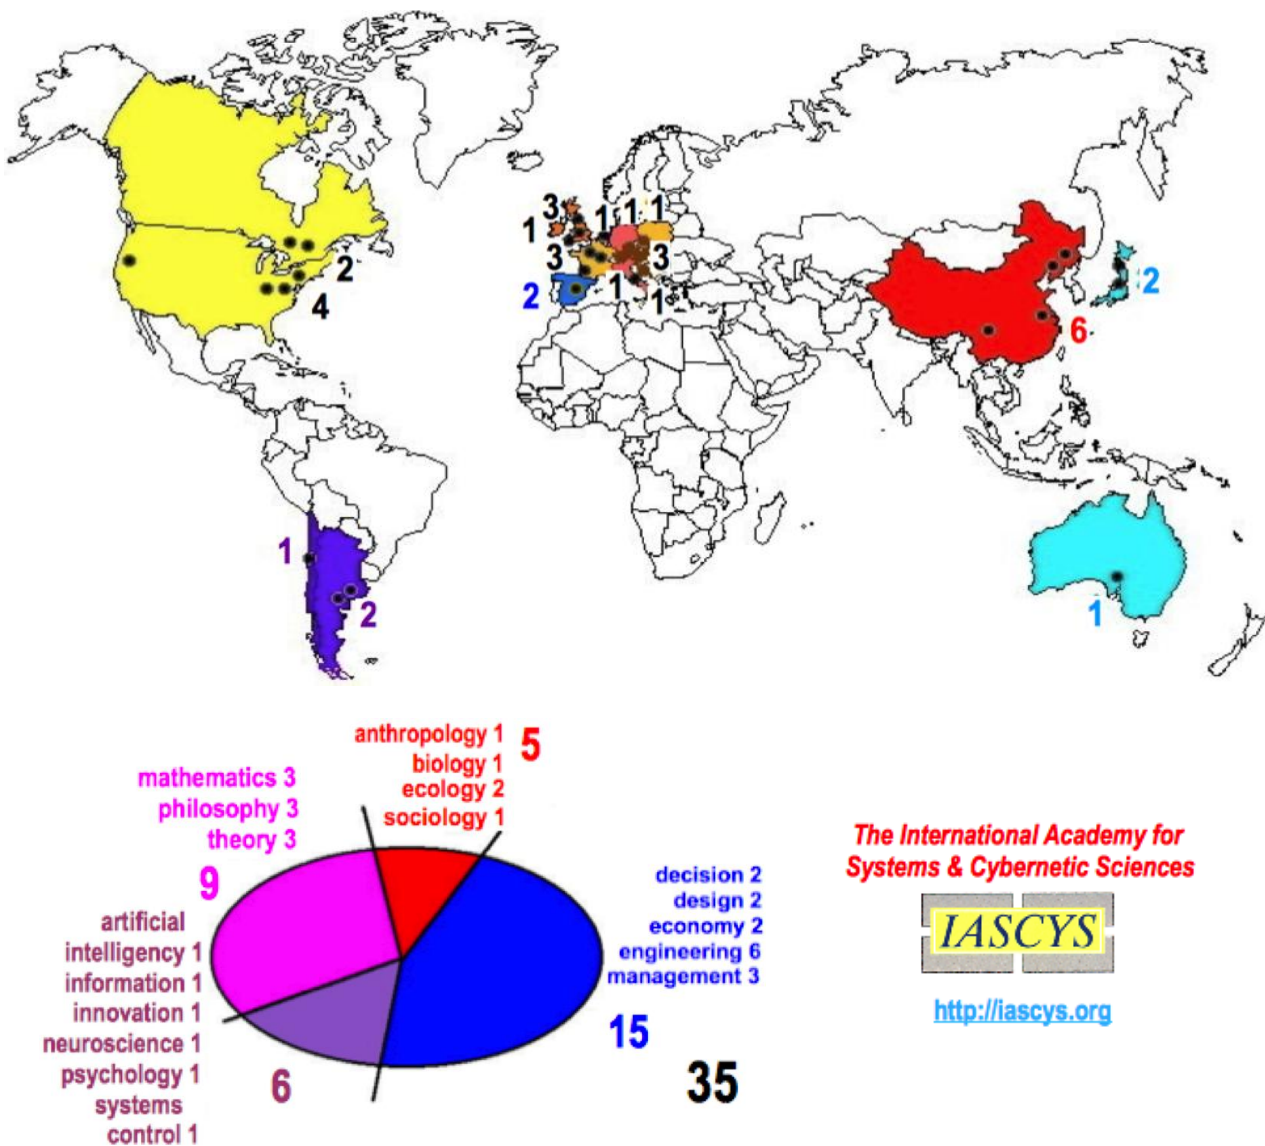 3
1
1
1
1
3
3
1
1
2
2
4
2
6
1
2
1
anthropology 1
biology 1
ecology 2
sociology 1
5
mathematics 3
philosophy 3
theory 3
9
decision 2
design 2
economy 2
engineering 6
management 3
15
artificial
intelligency 1
information 1
innovation 1
neuroscience 1
psychology 1
systems
control 1
6
35
The International Academy for
Systems & Cybernetic Sciences
IASCYS
http://iascys.org